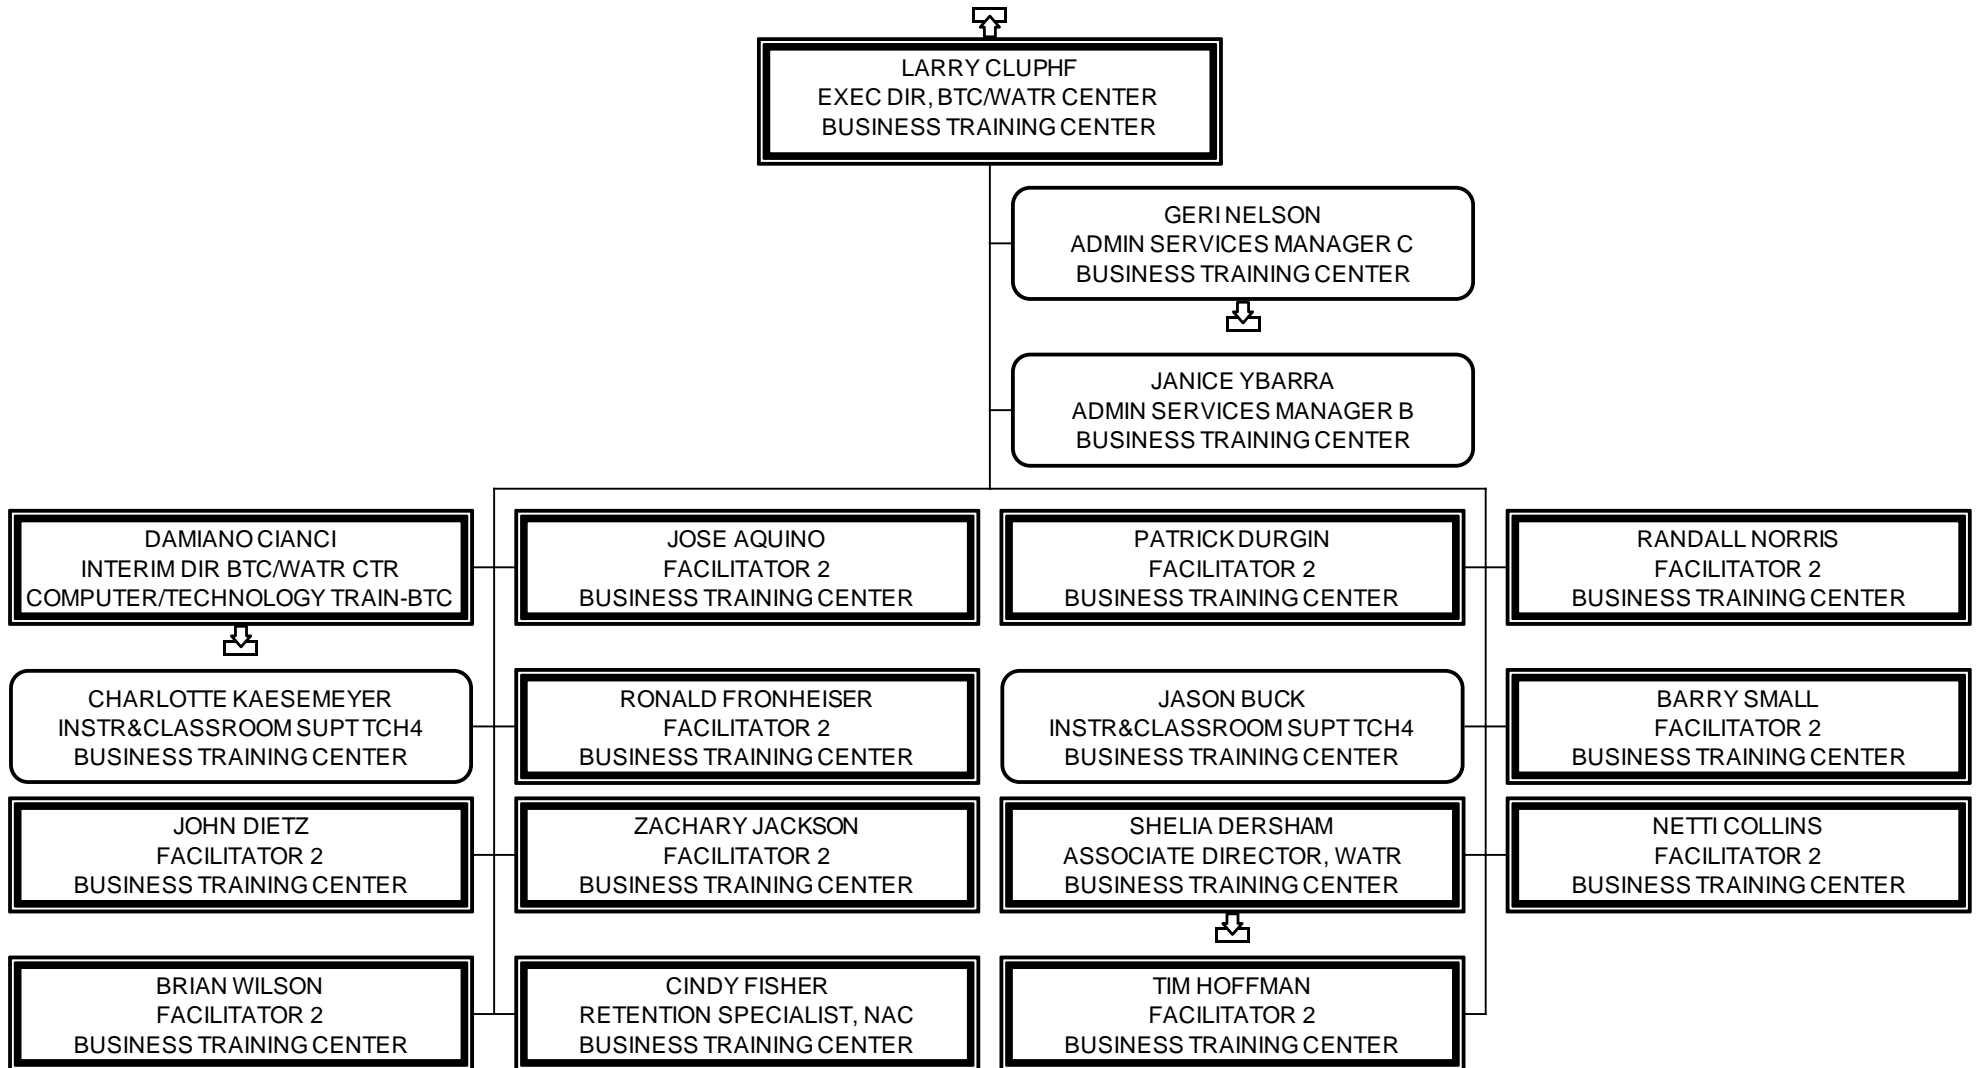 LARRY CLUPHF
EXEC DIR, BTC/WATR CENTER
BUSINESS TRAINING CENTER
GERI NELSON
ADMIN SERVICES MANAGER C
BUSINESS TRAINING CENTER
JANICE YBARRA
ADMIN SERVICES MANAGER B
BUSINESS TRAINING CENTER
DAMIANO CIANCI
INTERIM DIR BTC/WATR CTR
COMPUTER/TECHNOLOGY TRAIN-BTC
JOSE AQUINO
FACILITATOR 2
BUSINESS TRAINING CENTER
PATRICK DURGIN
FACILITATOR 2
BUSINESS TRAINING CENTER
RANDALL NORRIS
FACILITATOR 2
BUSINESS TRAINING CENTER
CHARLOTTE KAESEMEYER
INSTR&CLASSROOM SUPT TCH4
BUSINESS TRAINING CENTER
RONALD FRONHEISER
FACILITATOR 2
BUSINESS TRAINING CENTER
JASON BUCK
INSTR&CLASSROOM SUPT TCH4
BUSINESS TRAINING CENTER
BARRY SMALL
FACILITATOR 2
BUSINESS TRAINING CENTER
JOHN DIETZ
FACILITATOR 2
BUSINESS TRAINING CENTER
ZACHARY JACKSON
FACILITATOR 2
BUSINESS TRAINING CENTER
SHELIA DERSHAM
ASSOCIATE DIRECTOR, WATR
BUSINESS TRAINING CENTER
NETTI COLLINS
FACILITATOR 2
BUSINESS TRAINING CENTER
BRIAN WILSON
FACILITATOR 2
BUSINESS TRAINING CENTER
CINDY FISHER
RETENTION SPECIALIST, NAC
BUSINESS TRAINING CENTER
TIM HOFFMAN
FACILITATOR 2
BUSINESS TRAINING CENTER